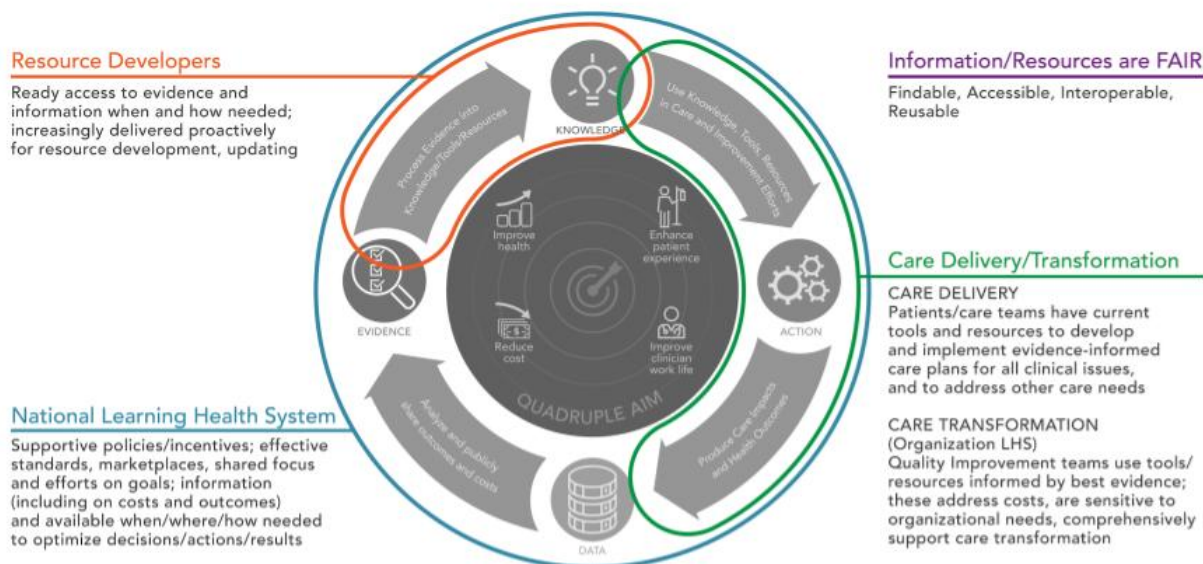 Resource Developers
Ready access to evidence and
information when and how needed;
increasingly delivered proactively
for resource development, updating
National Learning Health System
Supportive policies/incentives; effective
standards, marketplaces, shared focus
and efforts on goals; information
(including on costs and outcomes)
and available when/where/how needed
to optimize decisions/actions/results
KNOWLEDGE
Process Evidence into
Knowledge/Tools/Resources
Use Knowledge, Tools, Resources
in Care and Improvement Efforts
Improve
health
Enhance
patient
experience
EVIDENCE
ACTION
Reduce
cost
Improve
clinician
work life
QUADRUPLE AIM
Analyze and publicly
share outcomes and costs
Produce Care Impacts
and Health Outcomes
DATA
Information/Resources are FAIR
Findable, Accessible, Interoperable,
Reusable
Care Delivery/Transformation
CARE DELIVERY
Patients/care teams have current
tools and resources to develop
and implement evidence-informed
care plans for all clinical issues,
and to address other care needs
CARE TRANSFORMATION
(Organization LHS)
Quality Improvement teams use tools/
resources informed by best evidence;
these address costs, are sensitive to
organizational needs, comprehensively
support care transformation